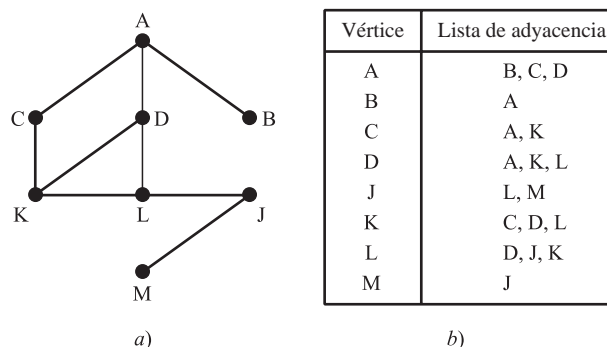 A
C
D
B
K
L
J
M
a)
Vértice Lista de adyacencia
A B, C, D
B A
C A, K
D A, K, L
J L, M
K C, D, L
L D, J, K
M J
b)